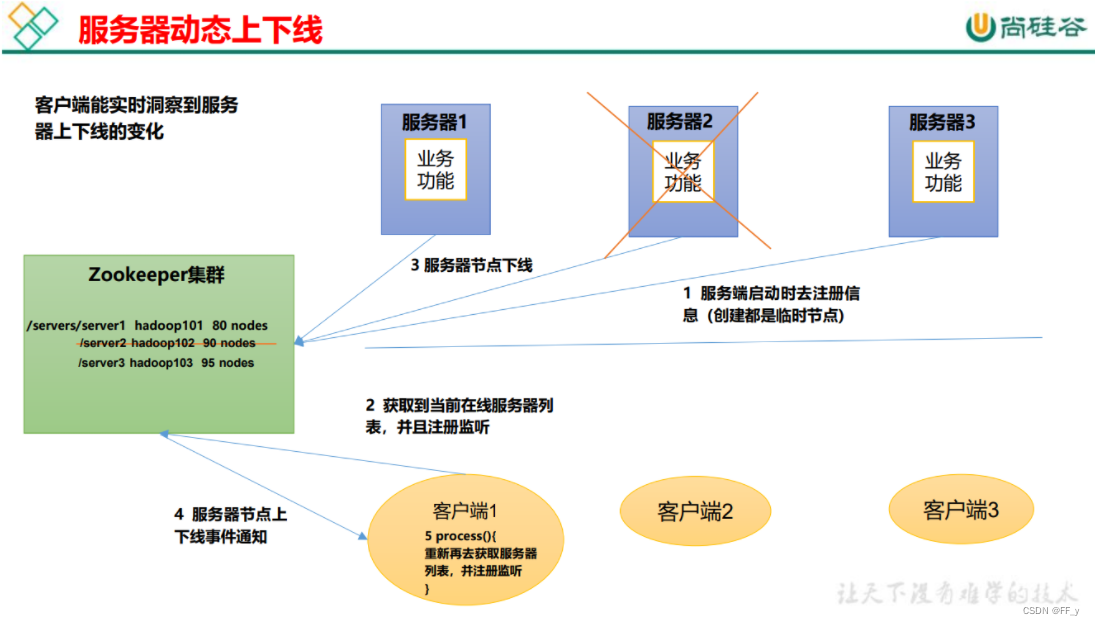 服务器动态上下线
尚硅谷
客户端能实时洞察到服务
器上下线的变化
服务器1
业务
功能
服务器2
业务
功能
服务器3
业务
功能
3 服务器节点下线
1 服务端启动时去注册信
息（创建都是临时节点）
Zookeeper集群
/servers/server1 hadoop101 80 nodes
/server2 hadoop102 90 nodes
/server3 hadoop103 95 nodes
2 获取到当前在线服务器列
表，并且注册监听
4 服务器节点上
下线事件通知
客户端1
5 process(){
重新再去获取服务器
列表，并注册监听
}
客户端2
客户端3
让天下没有难学的技术
CSDN @FF_y